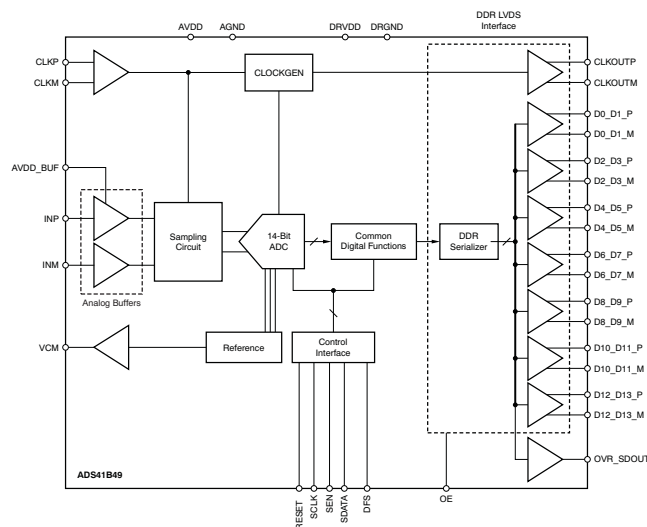 AVDD
AGND
DRVDD
DRGND
DDR LVDS
Interface
CLKP
CLKM
CLOCKGEN
CLKOUTP
CLKOUTM
D0_D1_P
D0_D1_M
AVDD_BUF
D2_D3_P
D2_D3_M
INP
INM
Analog Buffers
Sampling
Circuit
14-Bit
ADC
Common
Digital Functions
DDR
Serializer
D4_D5_P
D4_D5_M
D6_D7_P
D6_D7_M
D8_D9_P
D8_D9_M
VCM
Reference
Control
Interface
D10_D11_P
D10_D11_M
D12_D13_P
D12_D13_M
OVR_SDOUT
ADS41B49
RESET
SCLK
SEN
SDATA
DFS
OE